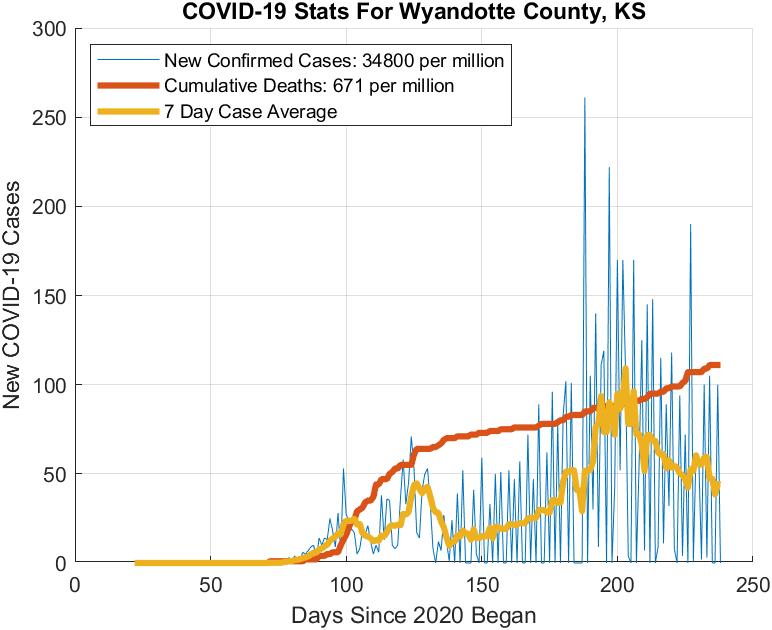 COVID-19 Stats For Wyandotte County, KS
New Confirmed Cases: 34800 per million
Cumulative Deaths: 671 per million
7 Day Case Average
New COVID-19 Cases
300
250
200
150
100
50
0
0 50 100 150 200 250
Days Since 2020 Began